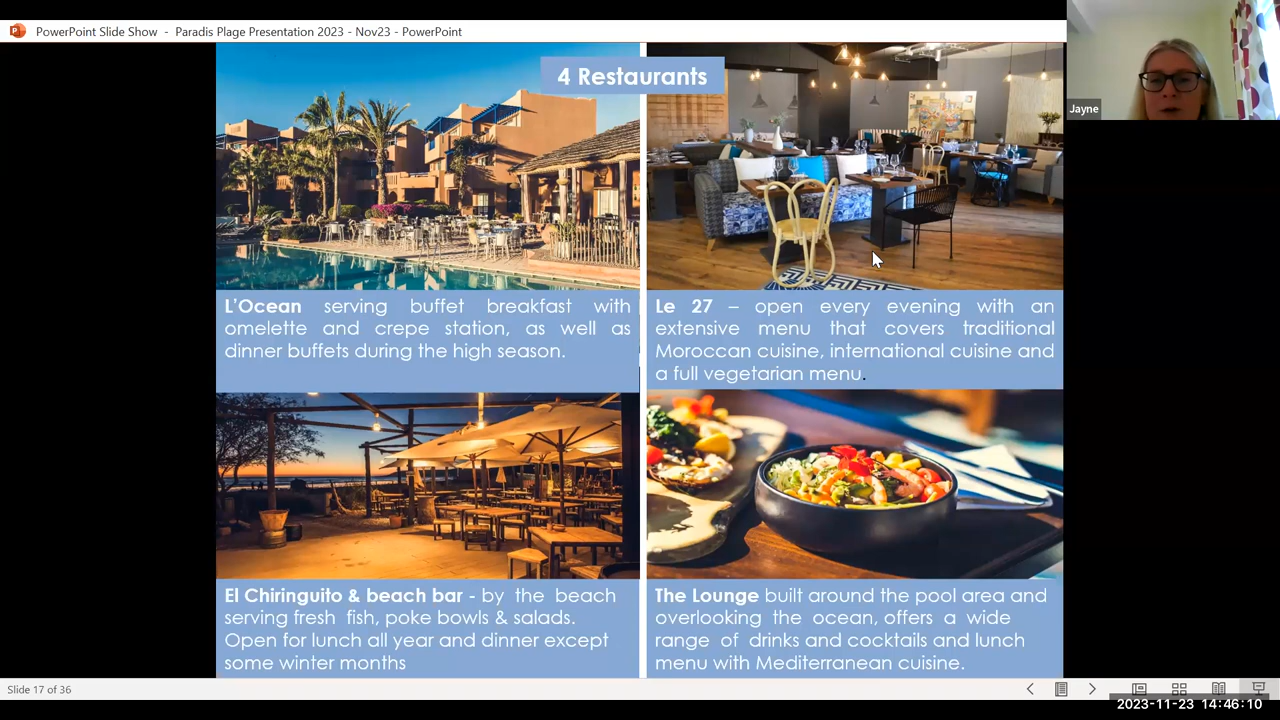 PowerPoint Slide Show - Paradis Plage Presentation 2023 - Nov23 - PowerPoint
Jayne
4 Restaurants
L'Ocean serving buffet breakfast with
omelette and crepe station, as well as
dinner buffets during the high season.
Le 27 – open every evening with an
extensive menu that covers traditional
Moroccan cuisine, international cuisine and
a full vegetarian menu.
El Chiringuito & beach bar - by the beach
serving fresh fish, poke bowls & salads.
Open for lunch all year and dinner except
some winter months
The Lounge built around the pool area and
overlooking the ocean, offers a wide
range of drinks and cocktails and lunch
menu with Mediterranean cuisine.
Slide 17 of 36
2023-11-23 14:46:10